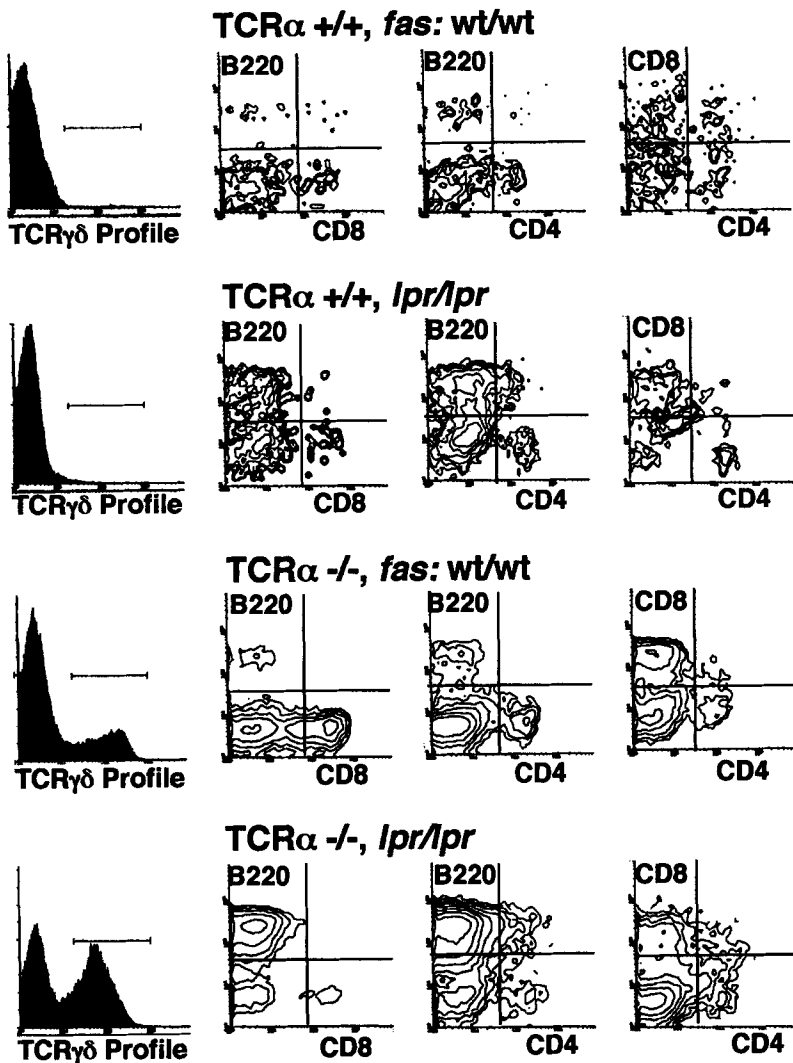 TCRα +/+, fas: wt/wt
B220
B220
CD8
TCRγδ Profile
CD8
CD4
CD4
TCRα +/+, lpr/lpr
B220
B220
CD8
TCRγδ Profile
CD8
CD4
CD4
TCRα -/-, fas: wt/wt
B220
B220
CD8
TCRγδ Profile
CD8
CD4
CD4
TCRα -/-, lpr/lpr
B220
B220
CD8
TCRγδ Profile
CD8
CD4
CD4